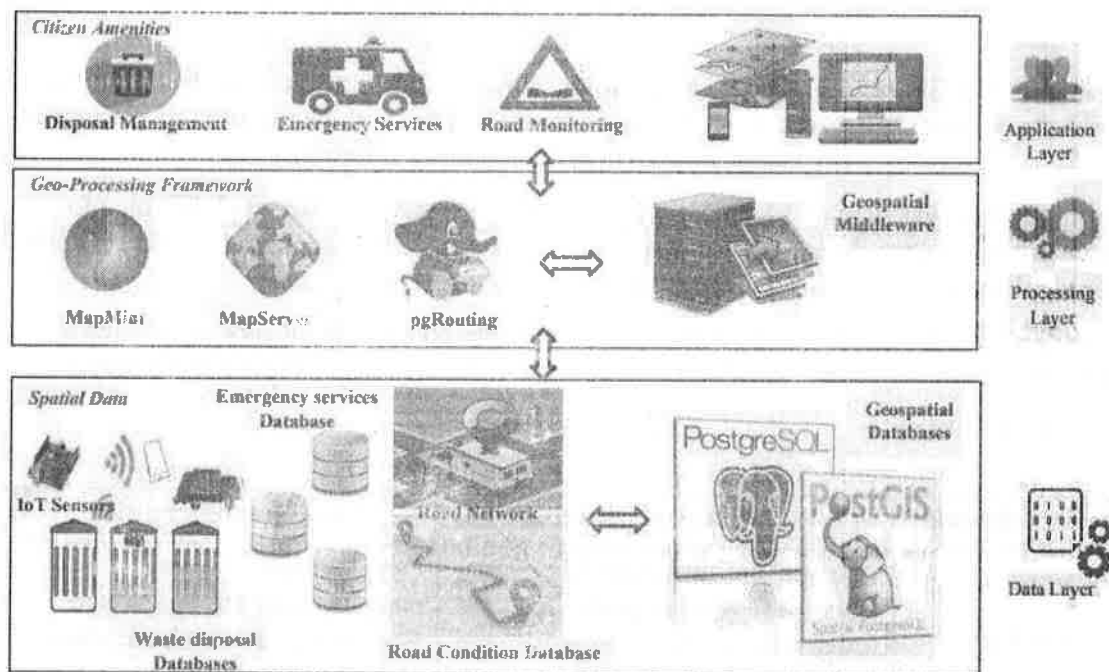 Citizen Amenities
Disposal Management
Emergency Services
Road Monitoring
Application
Layer
Geo-Processing Framework
Geospatial
Middleware
MapMint
MapServer
pgRouting
Processing
Layer
Spatial Data
Emergency services
Database
Geospatial
Databases
PostgreSQL
PostGIS
IoT Sensors
Road Network
Data Layer
Waste disposal
Databases
Road Condition Database